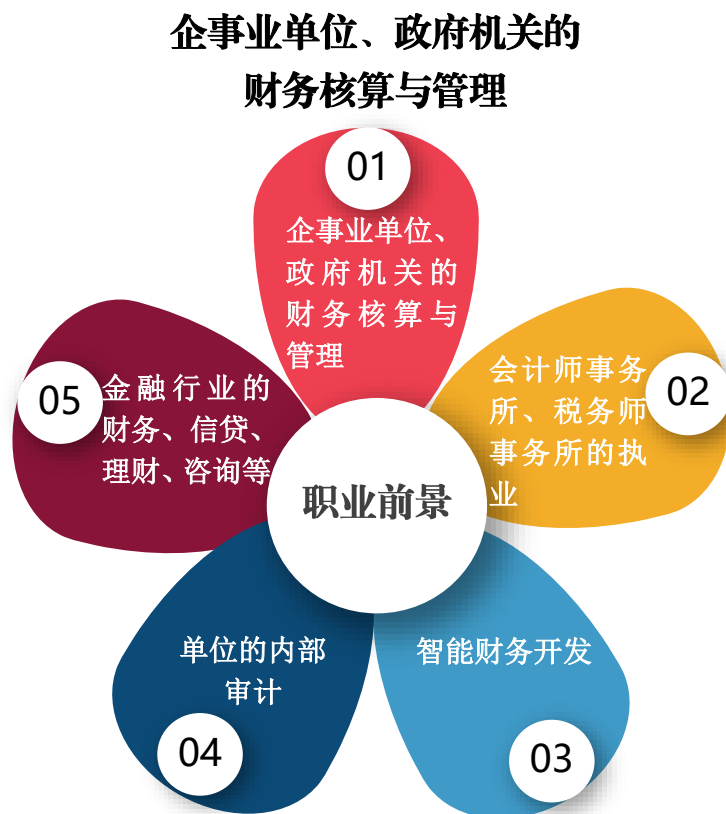 企事业单位、政府机关的
财务核算与管理
01
企事业单位、
政府机关的
财务核算与
管理
02
会计师事务
所、税务师
事务所的执
业
03
智能财务开发
04
单位的内部
审计
05
金融行业的
财务、信贷、
理财、咨询等
职业前景